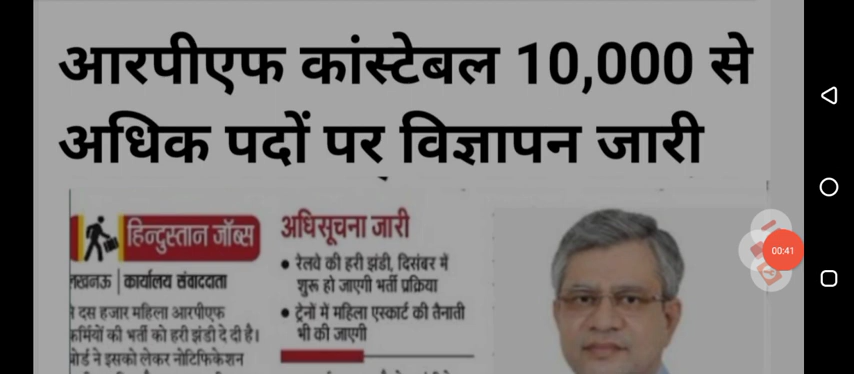 आरपीएफ कांस्टेबल 10,000 से
अधिक पदों पर विज्ञापन जारी
हिन्दुस्तान जॉब्स
लखनऊ | कार्यालय संवाददाता
दस हजार महिला आरपीएफ
कर्मियों की भर्ती को हरी झंडी दे दी है।
बोर्ड ने इसको लेकर नोटिफिकेशन
अधिसूचना जारी
• रेलवे की हरी झंडी, दिसंबर में
शुरू हो जाएगी भर्ती प्रक्रिया
• ट्रेनों में महिला एस्कार्ट की तैनाती
भी की जाएगी
00:41